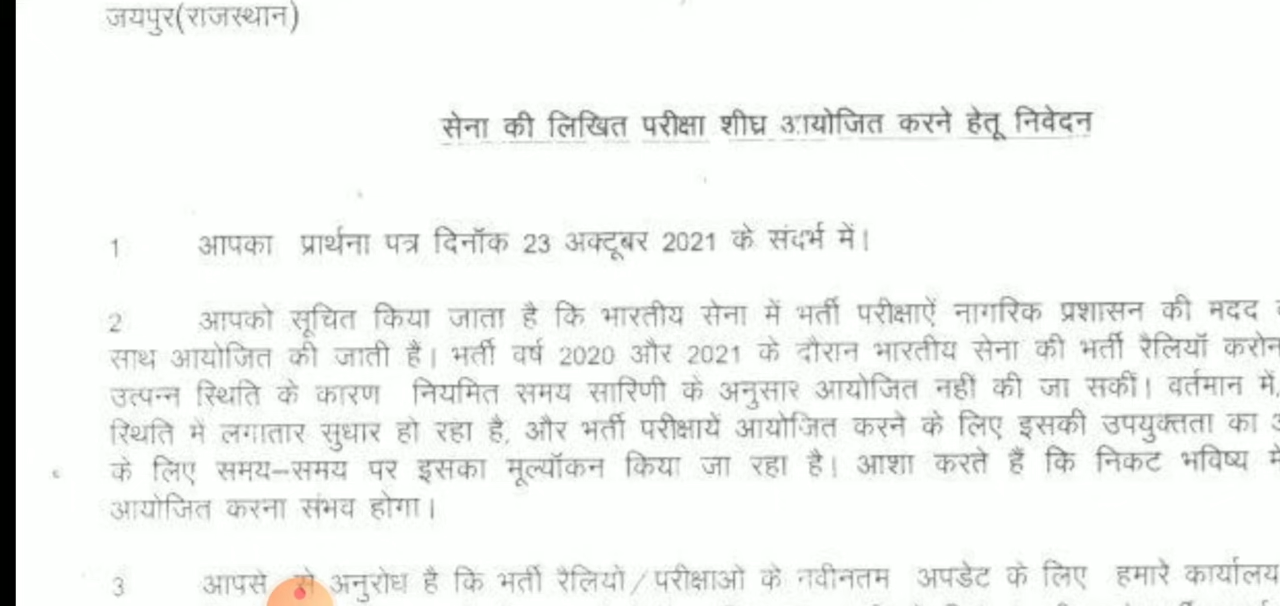 जयपुर(राजस्थान)
सेना की लिखित परीक्षा शीघ्र आयोजित करने हेतू निवेदन
1 आपका प्रार्थना पत्र दिनॉक 23 अक्टूबर 2021 के संदर्भ में।
2 आपको सूचित किया जाता है कि भारतीय सेना में भर्ती परीक्षाऐं नागरिक प्रशासन की मदद
साथ आयोजित की जाती हैं। भर्ती वर्ष 2020 और 2021 के दौरान भारतीय सेना की भर्ती रैलियॉ करोन
उत्पन्न स्थिति के कारण नियमित समय सारिणी के अनुसार आयोजित नही की जा सकीं। वर्तमान में,
स्थिति मे लगातार सुधार हो रहा है, और भर्ती परीक्षायें आयोजित करने के लिए इसकी उपयुक्तता का
के लिए समय–समय पर इसका मूल्यॉकन किया जा रहा है। आशा करते हैं कि निकट भविष्य में
आयोजित करना संभव होगा।
3 आपसे से अनुरोध है कि भर्ती रैलियो/परीक्षाओ के नवीनतम अपडेट के लिए हमारे कार्यालय